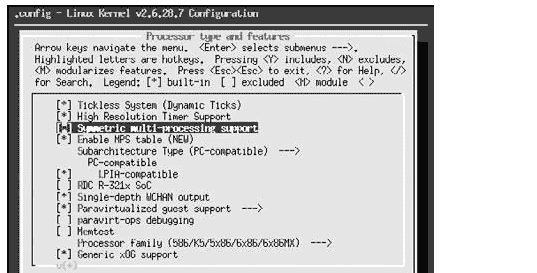 .config - Linux Kernel v2.6.28.7 Configuration
Processor type and features
Arrow keys navigate the menu. <Enter> selects submenus --->.
Highlighted letters are hotkeys. Pressing <Y> includes, <N> excludes,
<M> modularizes features. Press <Esc><Esc> to exit, <?> for Help, </>
for Search. Legend: [*] built-in [ ] excluded <M> module < >
[*] Tickless System (Dynamic Ticks)
[*] High Resolution Timer Support
[*] Symmetric multi-processing support
[*] Enable MPS table (NEW)
Subarchitecture Type (PC-compatible) --->
PC-compatible
[*] LPIA-compatible
[ ] RDC R-321x SoC
[*] Single-depth WCHAN output
[*] Paravirtualized guest support --->
[ ] paravirt-ops debugging
[ ] Memtest
Processor family (586/K5/5x86/6x86/6x86MX) --->
[*] Generic x86 support
v(+)